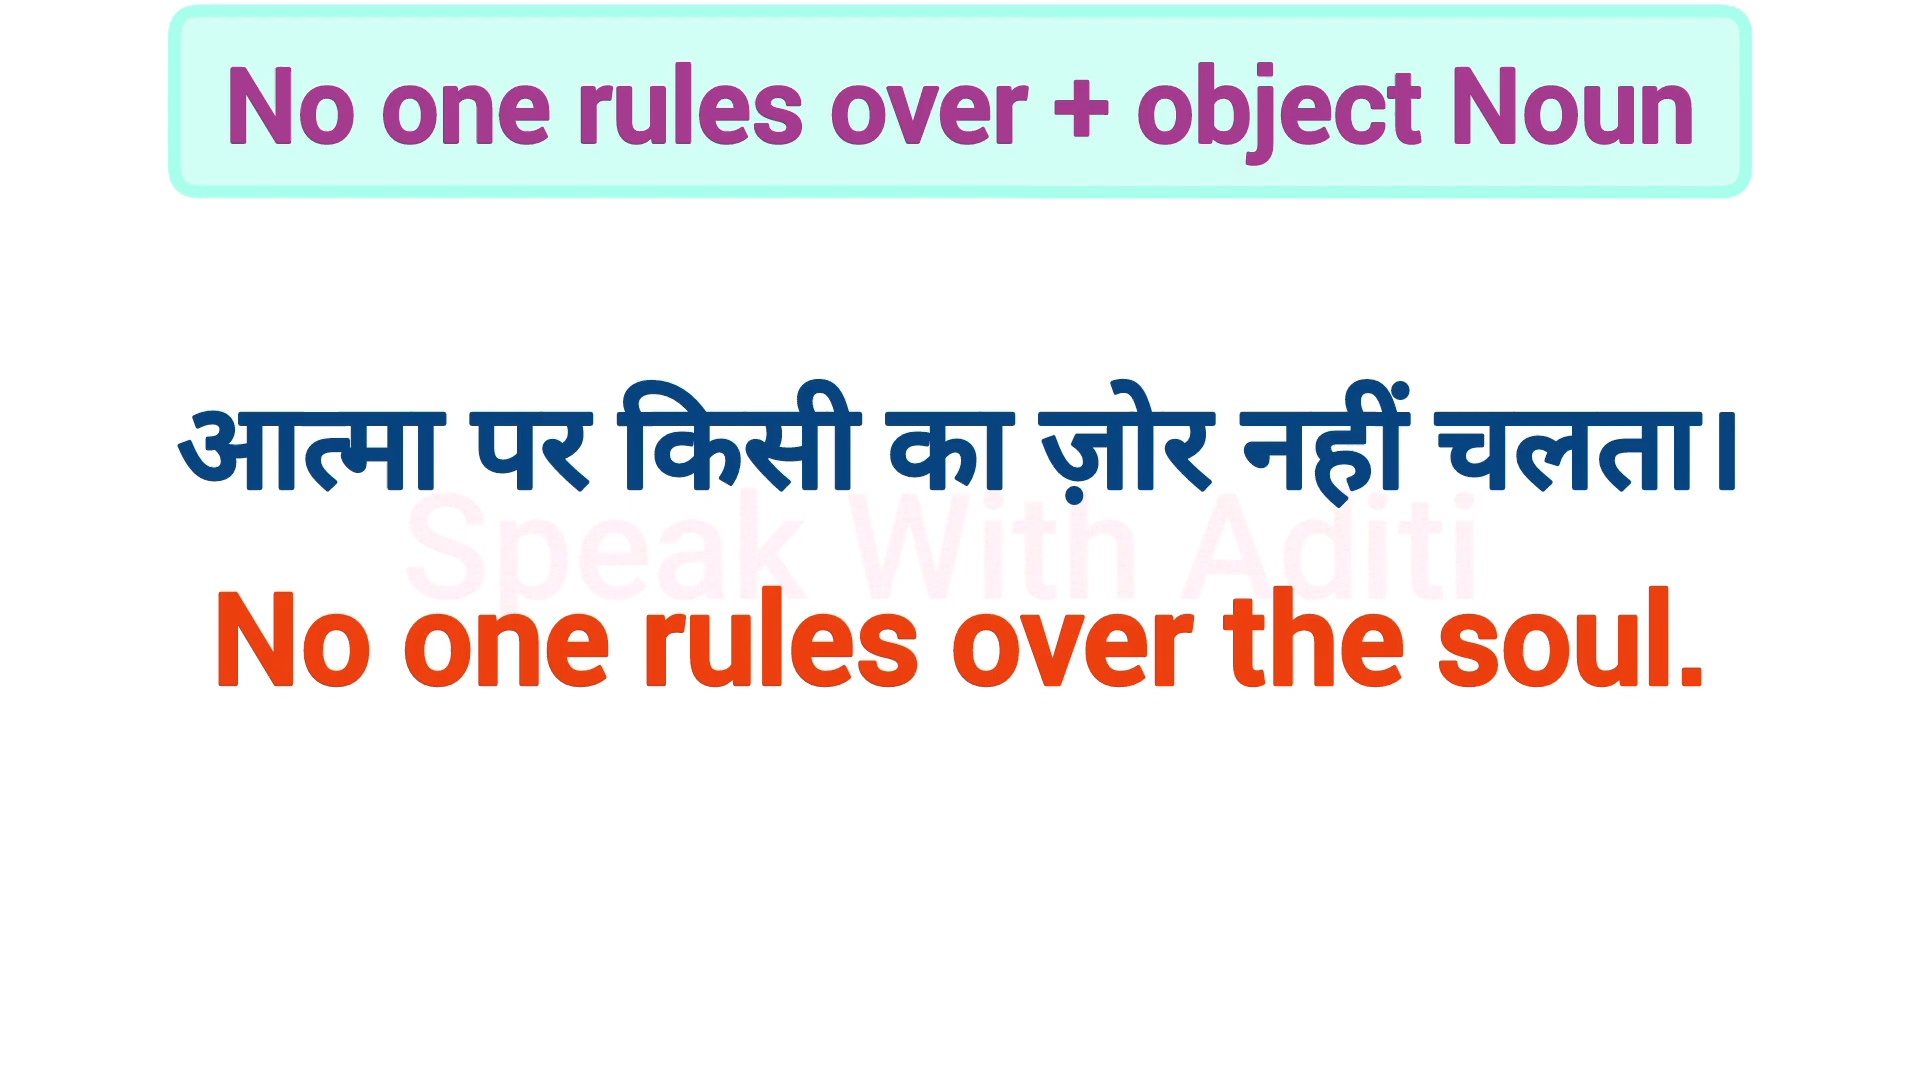 No one rules over + object Noun
आत्मा पर किसी का ज़ोर नहीं चलता।
Speak With Aditi
No one rules over the soul.